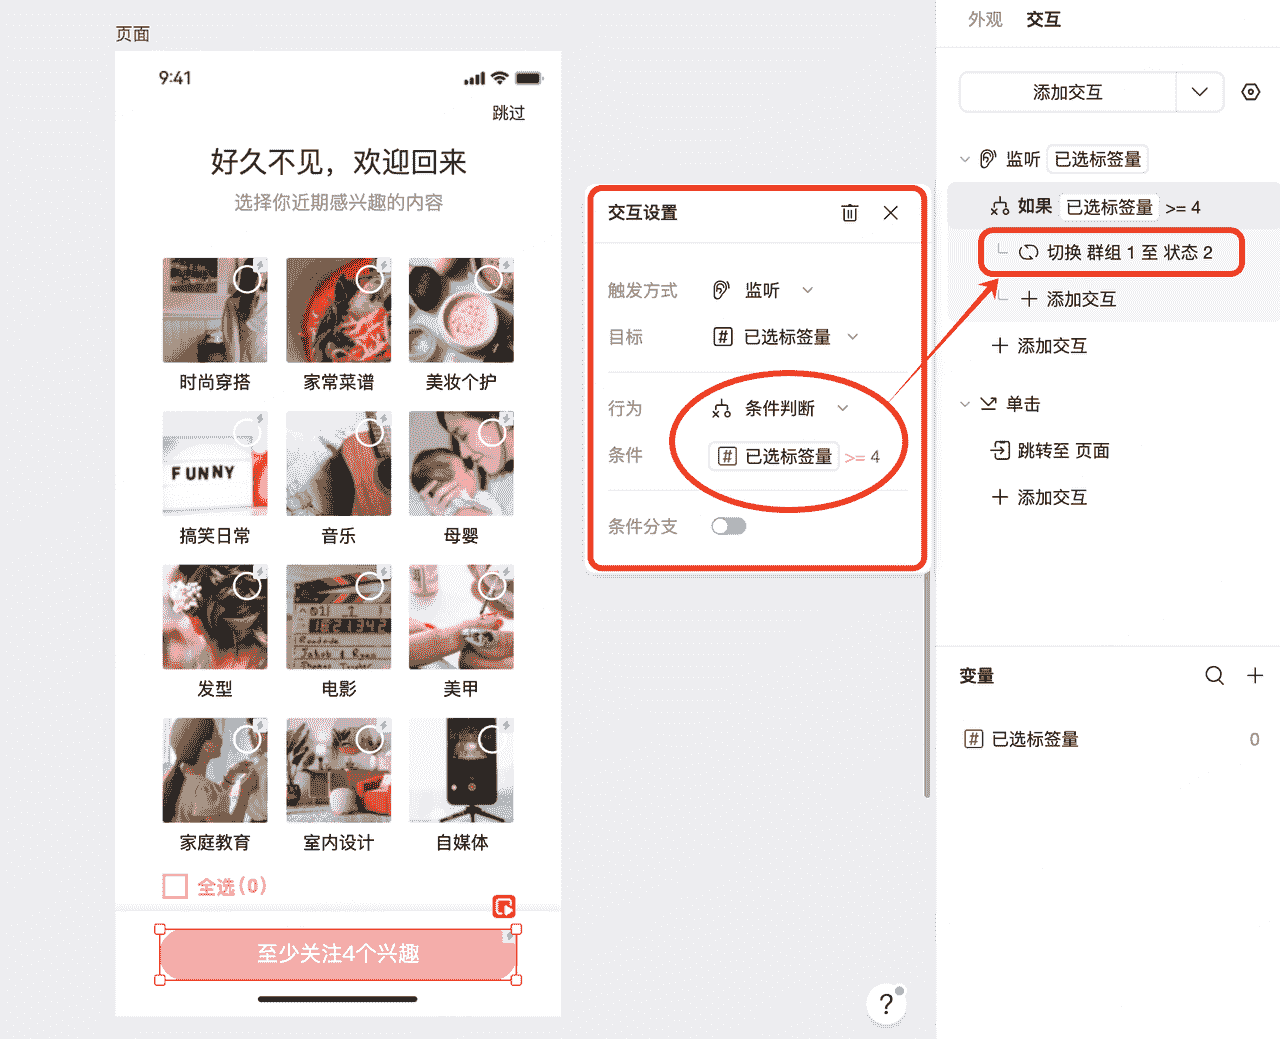 页面
9:41
跳过
好久不见，欢迎回来
选择你近期感兴趣的内容
时尚穿搭
家常菜谱
美妆个护
FUNNY
搞笑日常
音乐
母婴
发型
电影
美甲
家庭教育
室内设计
自媒体
全选(0)
至少关注4个兴趣
交互设置
触发方式 监听
目标 # 已选标签量
行为 条件判断
条件 # 已选标签量 >= 4
条件分支
外观 交互
添加交互
监听 已选标签量
如果 已选标签量 >= 4
切换 群组 1 至 状态 2
+ 添加交互
+ 添加交互
单击
跳转至 页面
+ 添加交互
变量
# 已选标签量 0
?